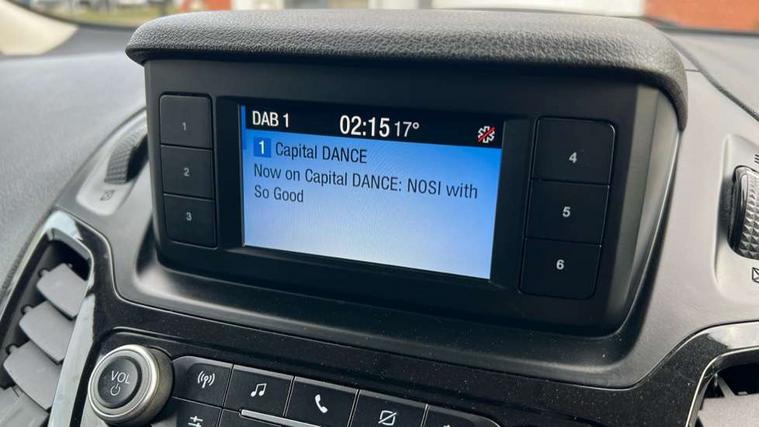 DAB 1 02:15 17°
1 Capital DANCE
Now on Capital DANCE: NOSI with
So Good
1
2
3
4
5
6
VOL